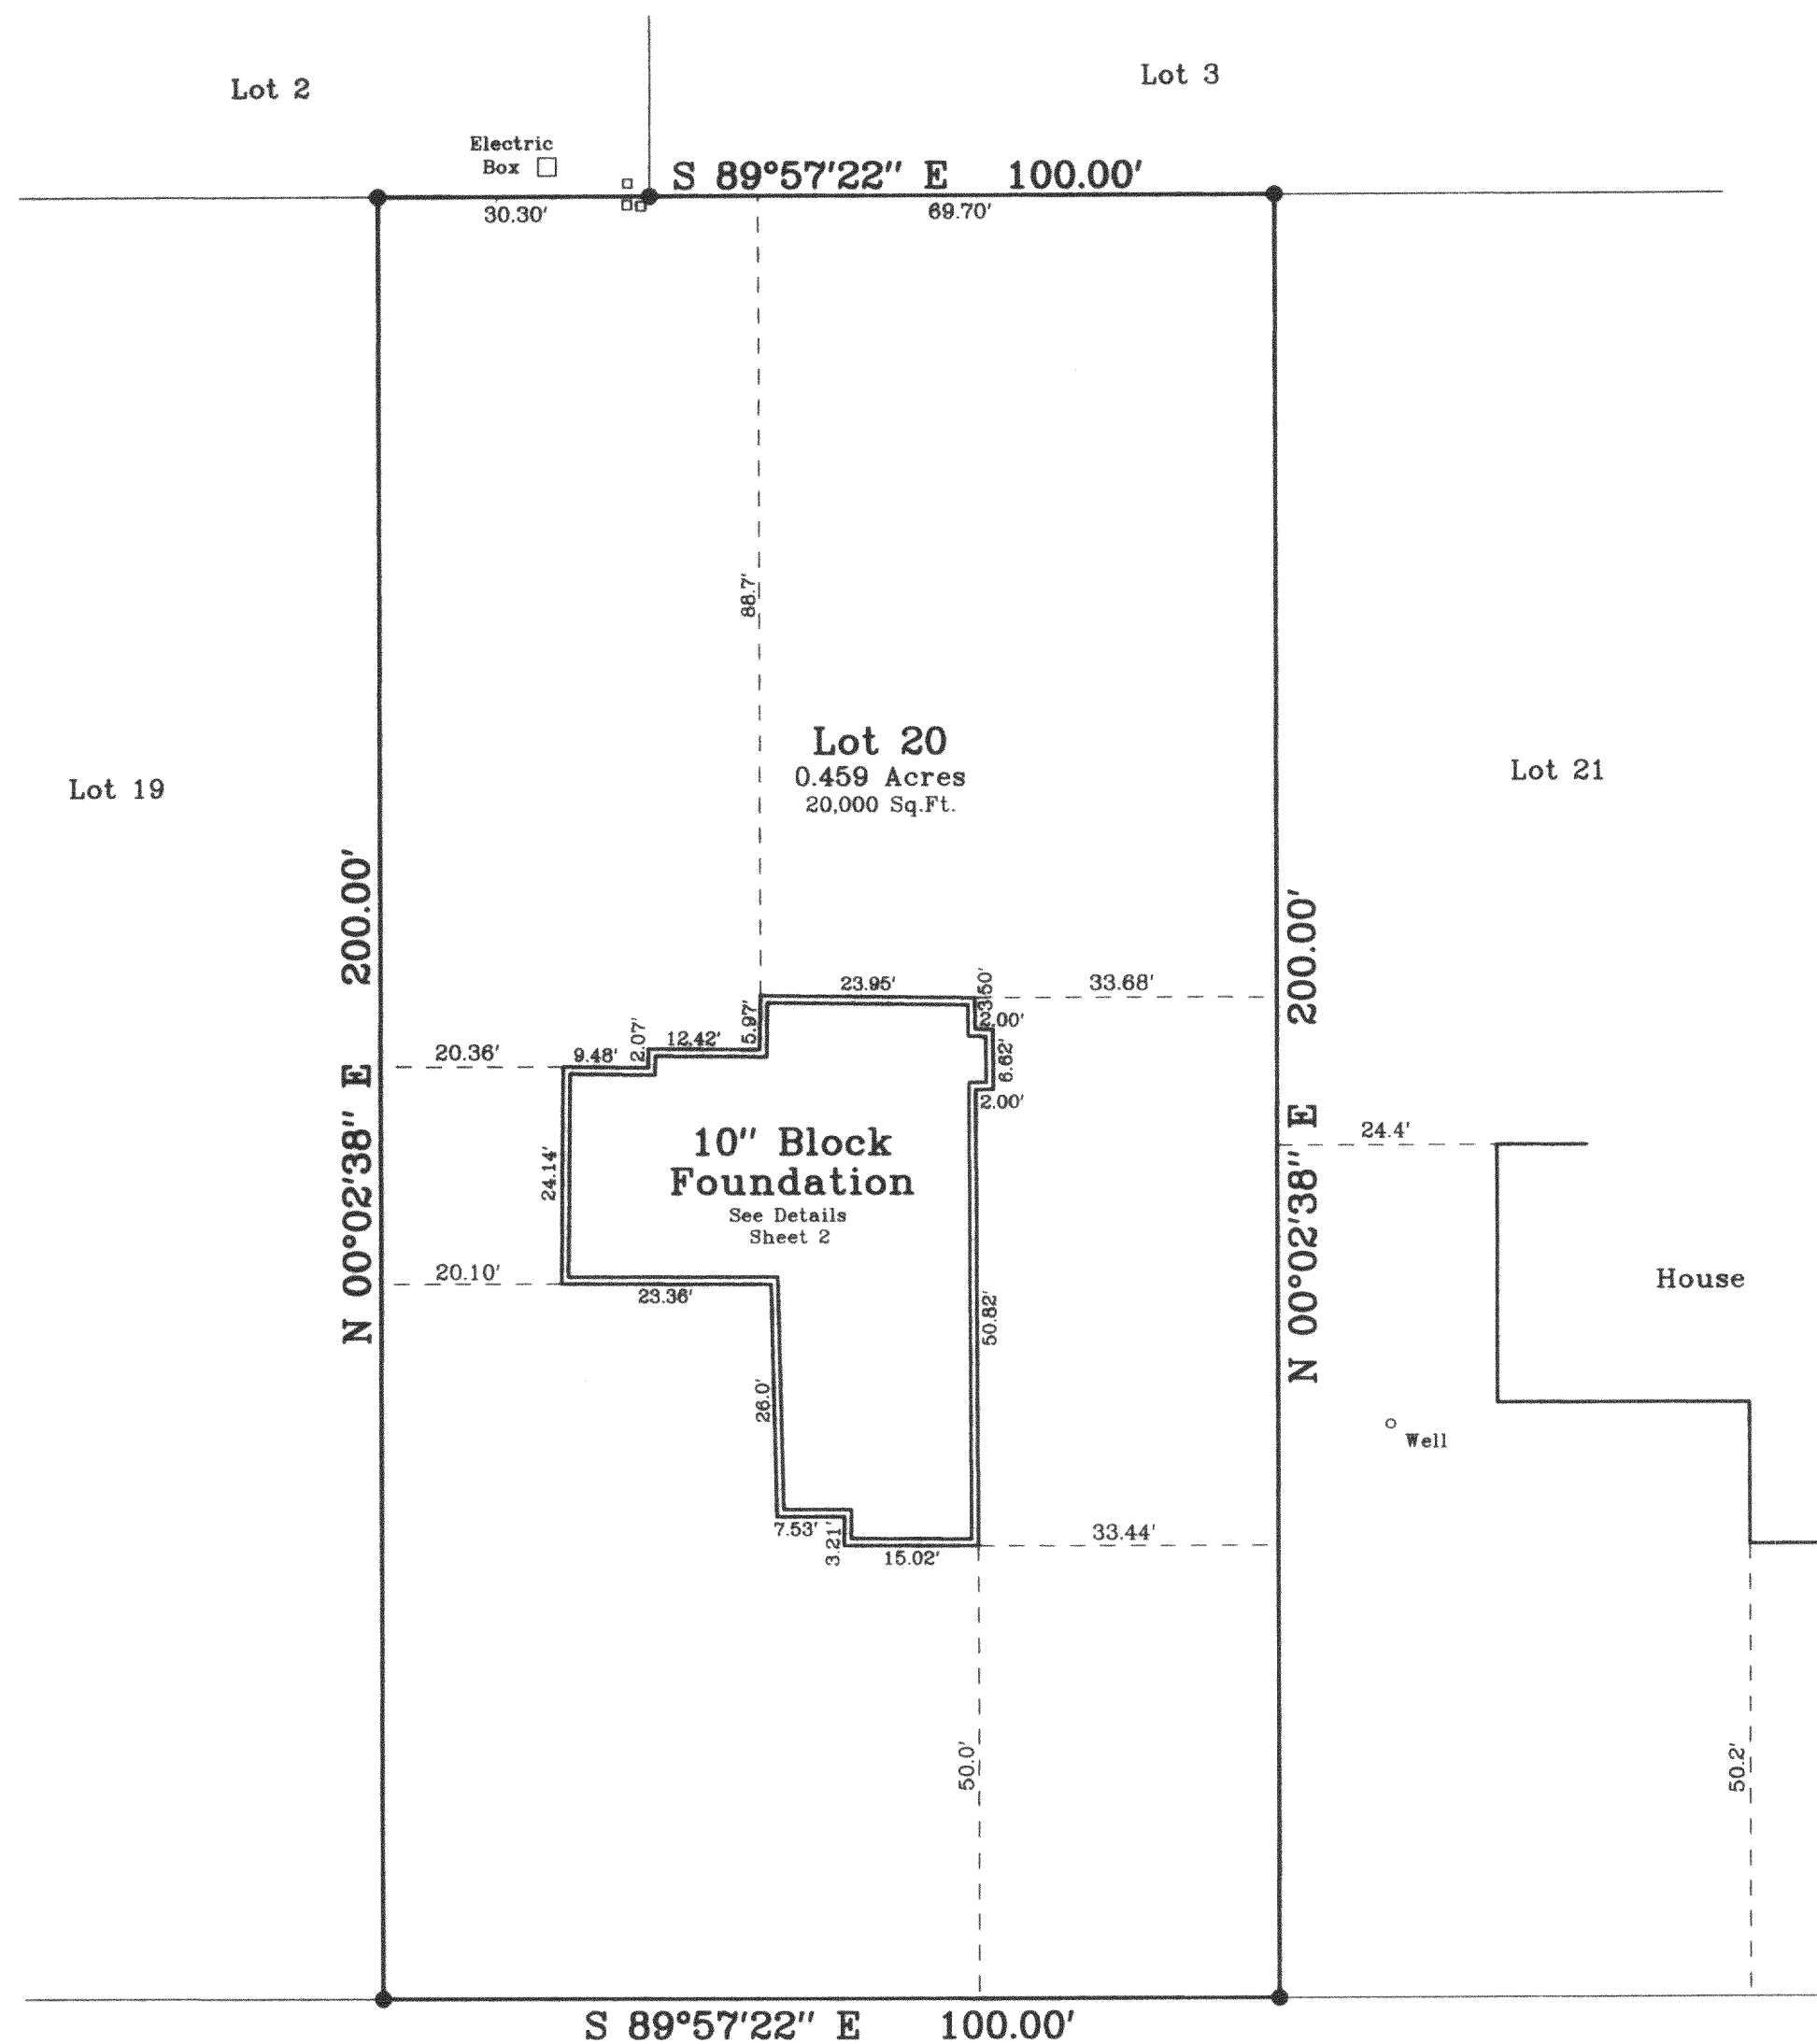 Lot 2
Lot 3
Electric
Box
S 89°57'22" E 100.00'
30.30'
69.70'
88.7'
Lot 20
0.459 Acres
20,000 Sq.Ft.
Lot 19
Lot 21
N 00°02'38" E 200.00'
N 00°02'38" E 200.00'
23.95'
3.50'
33.68'
2.00'
5.97'
12.42'
2.07'
9.48'
20.36'
6.62'
2.00'
10" Block
Foundation
See Details
Sheet 2
24.14'
24.4'
20.10'
23.36'
House
50.82'
26.0'
Well
7.53'
3.21'
15.02'
33.44'
50.0'
50.2'
S 89°57'22" E 100.00'